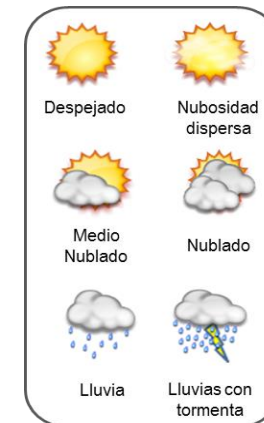 Despejado
Nubosidad
dispersa
Medio
Nublado
Nublado
Lluvia
Lluvias con
tormenta